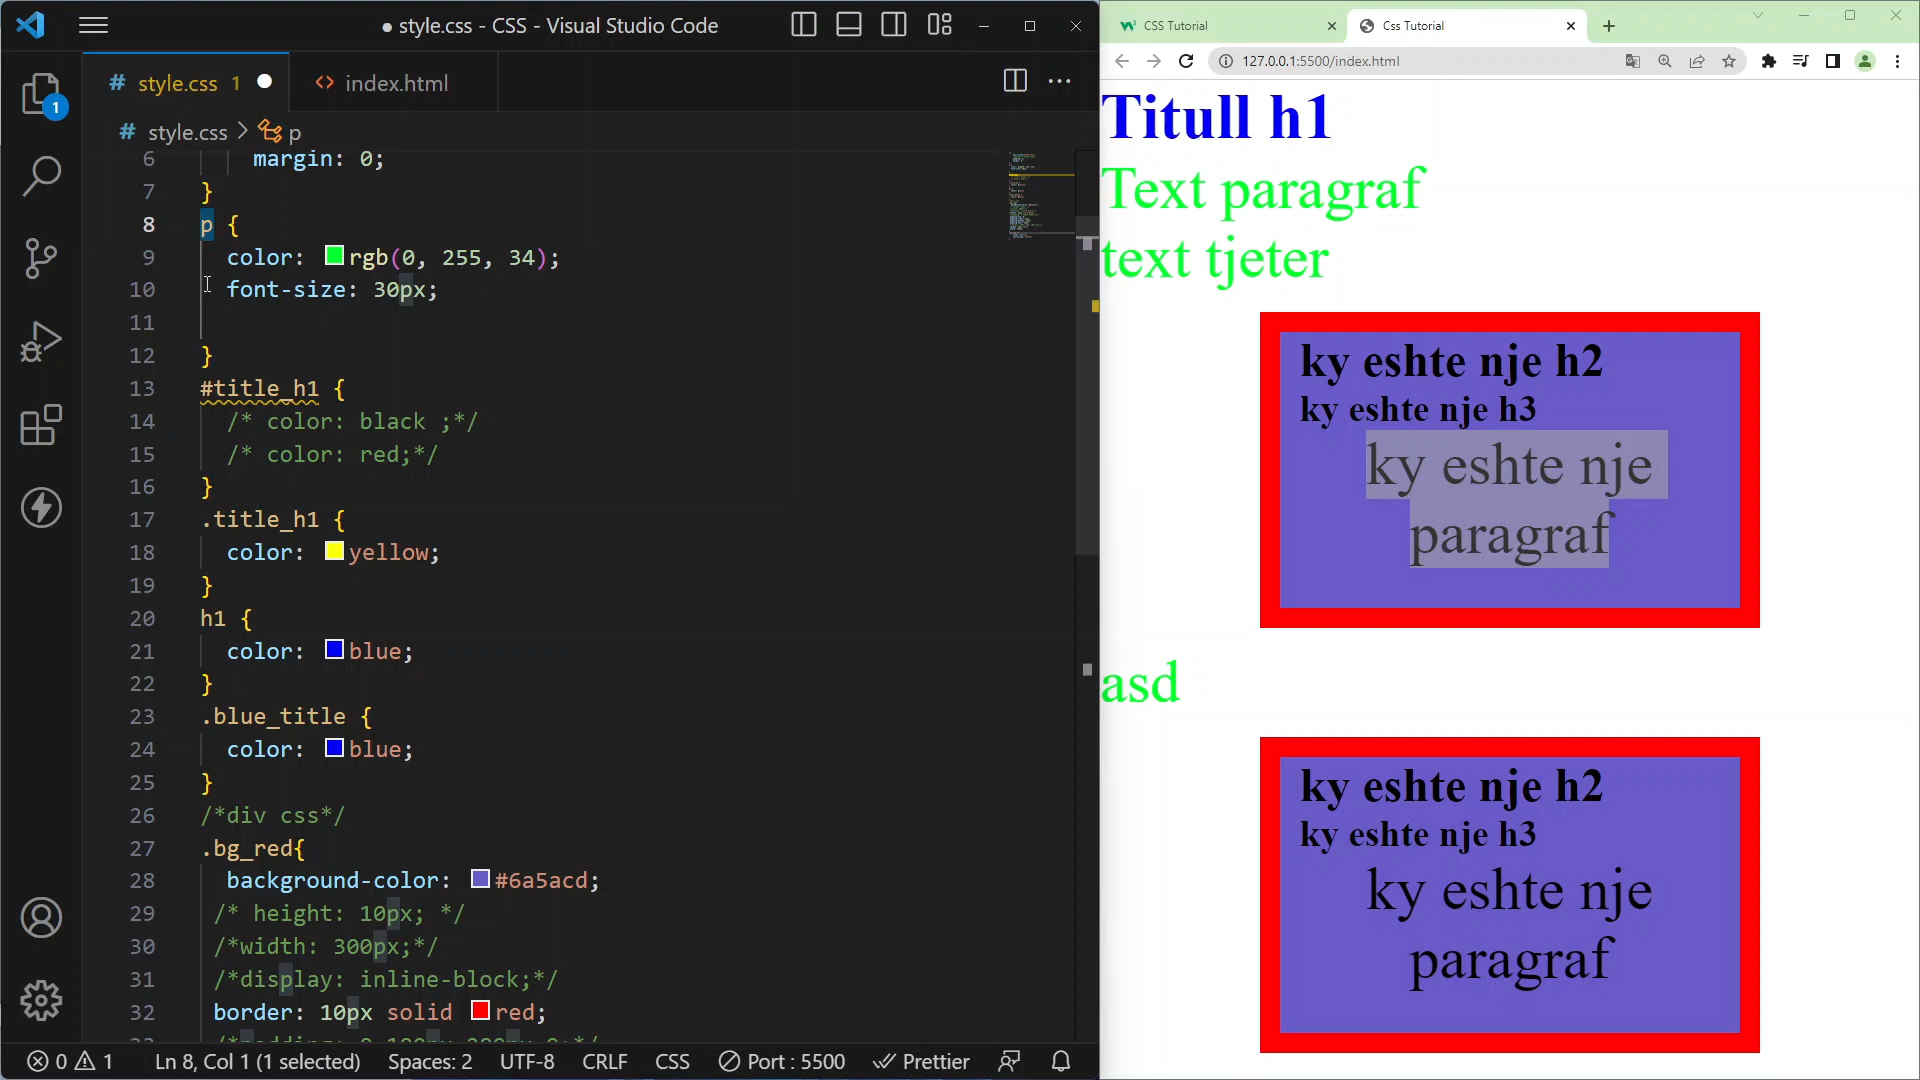 ● style.css - CSS - Visual Studio Code
# style.css 1
<> index.html
1
# style.css > p
6 margin: 0;
7 }
8 p {
9 color: rgb(0, 255, 34);
10 font-size: 30px;
11
12 }
13 #title_h1 {
14 /* color: black ;*/
15 /* color: red;*/
16 }
17 .title_h1 {
18 color: yellow;
19 }
20 h1 {
21 color: blue;
22 }
23 .blue_title {
24 color: blue;
25 }
26 /*div css*/
27 .bg_red{
28 background-color: #6a5acd;
29 /* height: 10px; */
30 /*width: 300px;*/
31 /*display: inline-block;*/
32 border: 10px solid red;
0 1 Ln 8, Col 1 (1 selected) Spaces: 2 UTF-8 CRLF CSS Port : 5500 Prettier
CSS Tutorial
Css Tutorial
127.0.0.1:5500/index.html
Titull h1
Text paragraf
text tjeter
ky eshte nje h2
ky eshte nje h3
ky eshte nje
paragraf
asd
ky eshte nje h2
ky eshte nje h3
ky eshte nje
paragraf